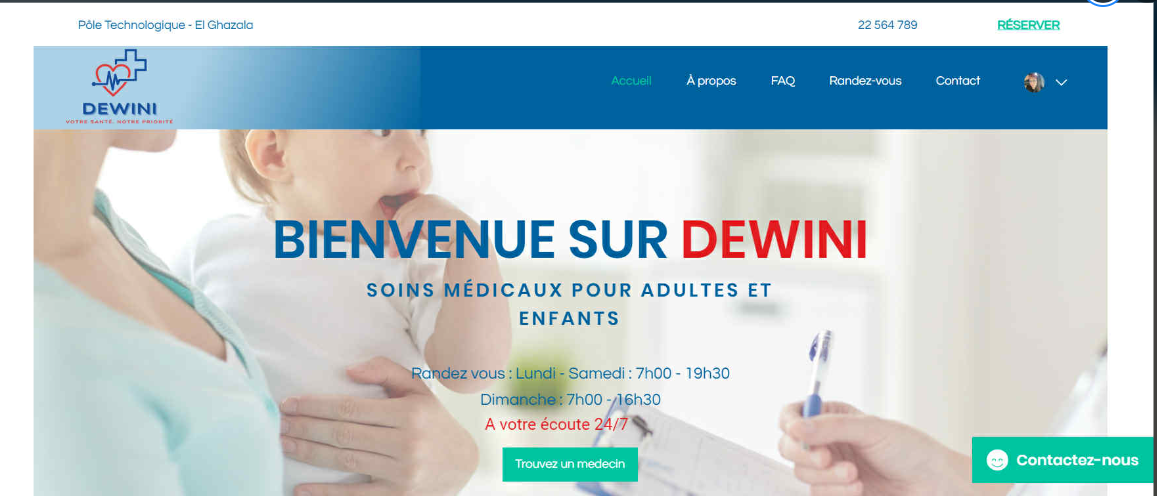 Pôle Technologique - El Ghazala
22 564 789
RÉSERVER
DEWINI
VOTRE SANTÉ, NOTRE PRIORITÉ
Accueil
À propos
FAQ
Randez-vous
Contact
BIENVENUE SUR DEWINI
SOINS MÉDICAUX POUR ADULTES ET
ENFANTS
Randez vous : Lundi - Samedi : 7h00 - 19h30
Dimanche : 7h00 - 16h30
A votre écoute 24/7
Trouvez un medecin
Contactez-nous